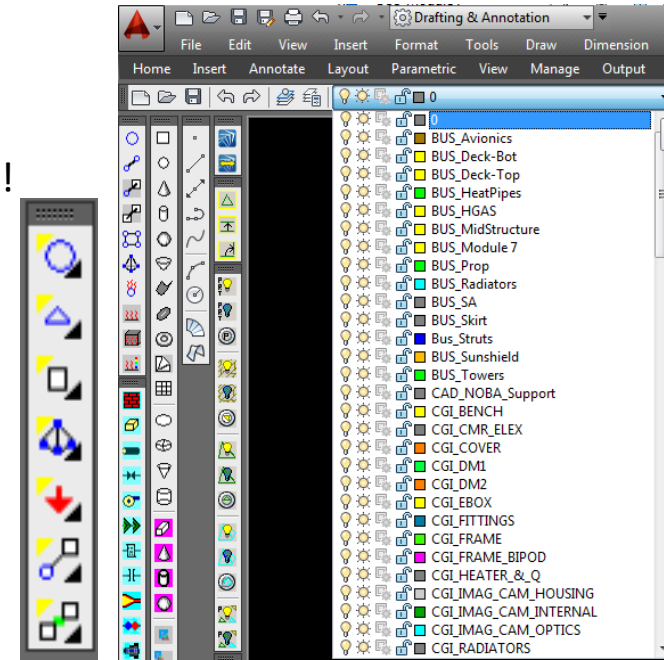 Drafting & Annotation
File Edit View Insert Format Tools Draw Dimension
Home Insert Annotate Layout Parametric View Manage Output
0
!
0
BUS_Avionics
BUS_Deck-Bot
BUS_Deck-Top
BUS_HeatPipes
BUS_HGAS
BUS_MidStructure
BUS_Module 7
BUS_Prop
BUS_Radiators
BUS_SA
BUS_Skirt
Bus_Struts
BUS_Sunshield
BUS_Towers
CAD_NOBA_Support
CGI_BENCH
CGI_CMR_ELEX
CGI_COVER
CGI_DM1
CGI_DM2
CGI_EBOX
CGI_FITTINGS
CGI_FRAME
CGI_FRAME_BIPOD
CGI_HEATER_&_Q
CGI_IMAG_CAM_HOUSING
CGI_IMAG_CAM_INTERNAL
CGI_IMAG_CAM_OPTICS
CGI_RADIATORS